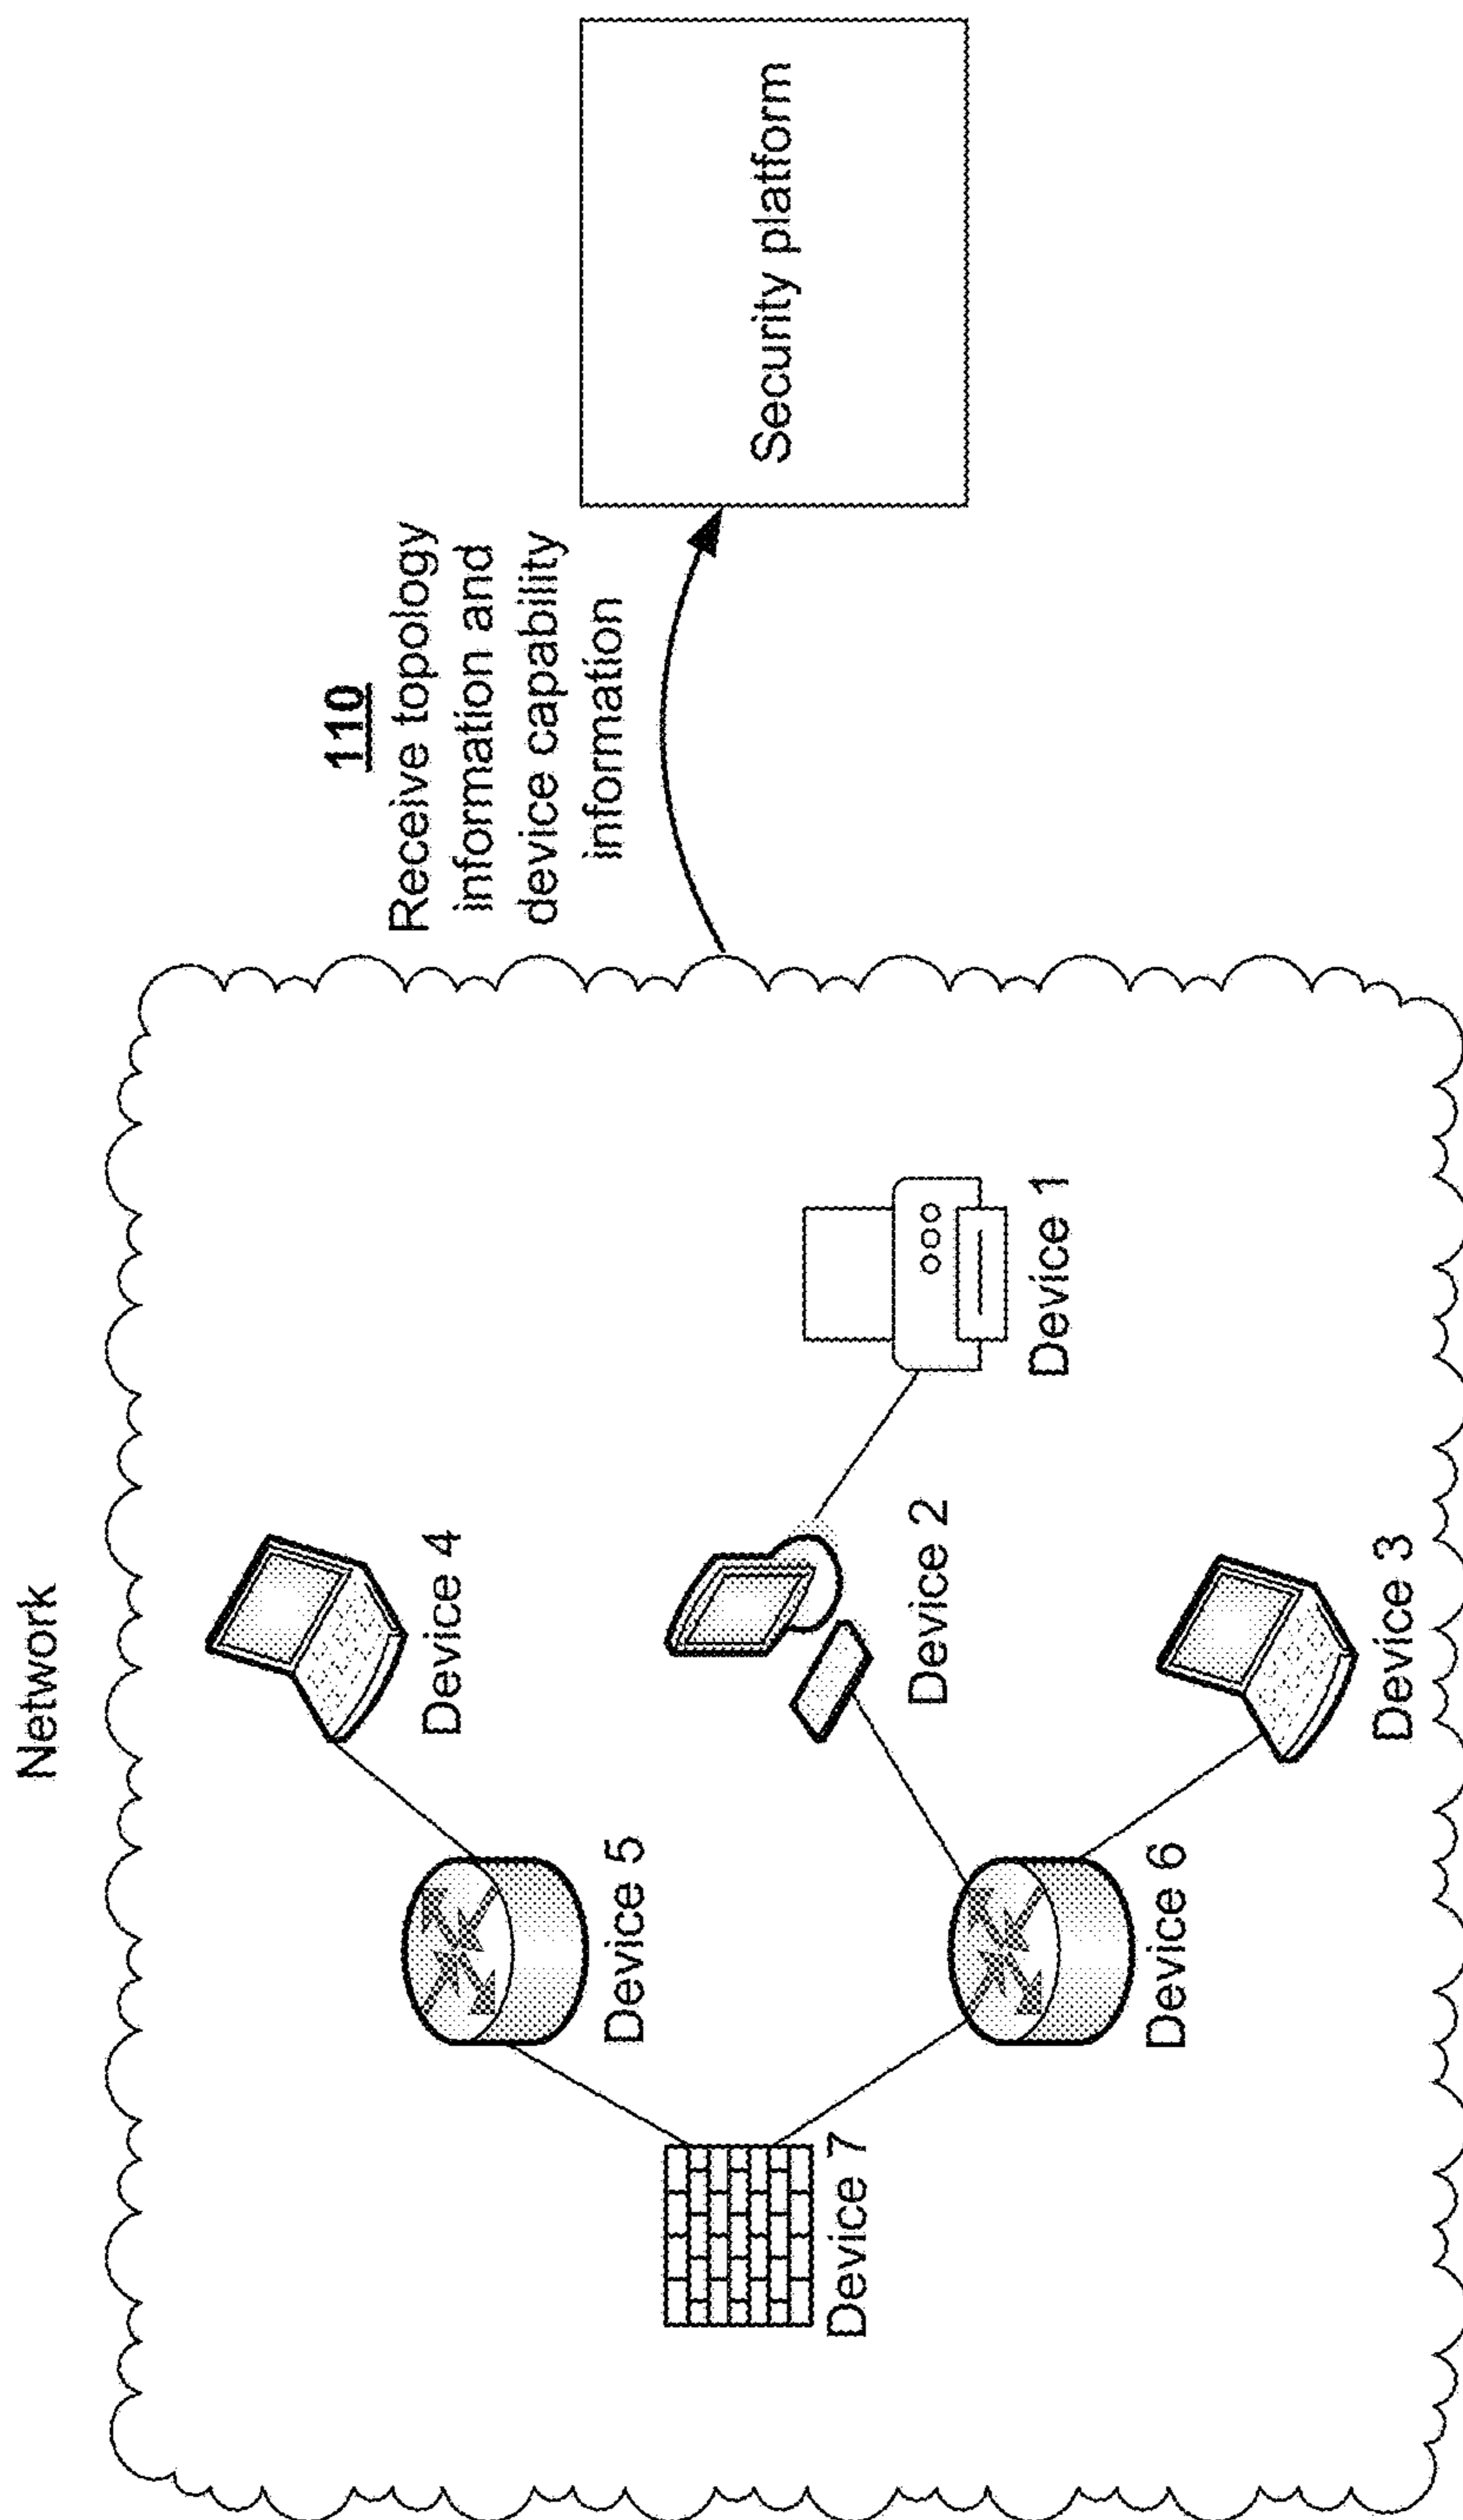 Network
Device 4
Device 5
Device 7
Device 2
Device 1
Device 6
Device 3
110
Receive topology
information and
device capability
information
Security platform